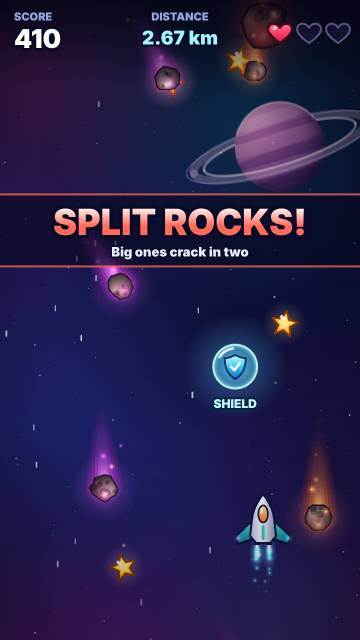 SCORE
DISTANCE
410
2.67 km
SPLIT ROCKS!
Big ones crack in two
SHIELD